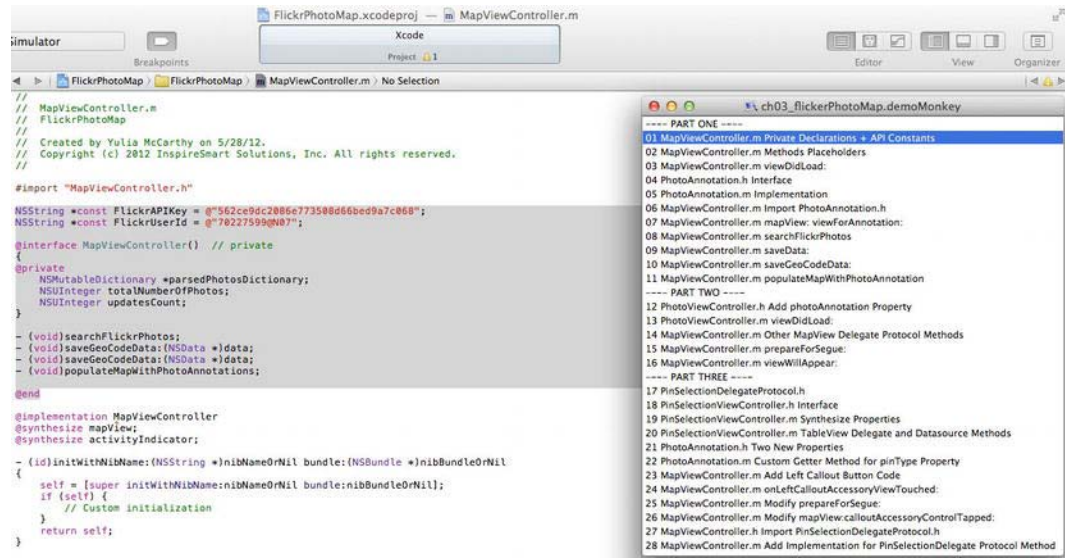 FlickrPhotoMap.xcodeproj — MapViewController.m
Simulator
Breakpoints
Xcode
Project 1
Editor
View
Organizer
FlickrPhotoMap
FlickrPhotoMap
MapViewController.m
No Selection
//
// MapViewController.m
// FlickrPhotoMap
//
// Created by Yulia McCarthy on 5/28/12.
// Copyright (c) 2012 InspireSmart Solutions, Inc. All rights reserved.
//
#import "MapViewController.h"
NSString *const FlickrAPIKey = @"562ce9dc2086e773508d66bed9a7c068";
NSString *const FlickrUserId = @"70227599@N07";
@interface MapViewController() // private
{
@private
NSMutableDictionary *parsedPhotosDictionary;
NSUInteger totalNumberOfPhotos;
NSUInteger updatesCount;
}
- (void)searchFlickrPhotos;
- (void)saveGeoCodeData:(NSData *)data;
- (void)saveGeoCodeData:(NSData *)data;
- (void)populateMapWithPhotoAnnotations;
@end
@implementation MapViewController
@synthesize mapView;
@synthesize activityIndicator;
- (id)initWithNibName:(NSString *)nibNameOrNil bundle:(NSBundle *)nibBundleOrNil
{
self = [super initWithNibName:nibNameOrNil bundle:nibBundleOrNil];
if (self) {
// Custom initialization
}
return self;
}
ch03_flickerPhotoMap.demoMonkey
---- PART ONE ----
01 MapViewController.m Private Declarations + API Constants
02 MapViewController.m Methods Placeholders
03 MapViewController.m viewDidLoad:
04 PhotoAnnotation.h Interface
05 PhotoAnnotation.m Implementation
06 MapViewController.m Import PhotoAnnotation.h
07 MapViewController.m mapView: viewForAnnotation:
08 MapViewController.m searchFlickrPhotos
09 MapViewController.m saveData:
10 MapViewController.m saveGeoCodeData:
11 MapViewController.m populateMapWithPhotoAnnotation
---- PART TWO ----
12 PhotoViewController.h Add photoAnnotation Property
13 PhotoViewController.m viewDidLoad:
14 MapViewController.m Other MapView Delegate Protocol Methods
15 MapViewController.m prepareForSegue:
16 MapViewController.m viewWillAppear:
---- PART THREE ----
17 PinSelectionDelegateProtocol.h
18 PinSelectionViewController.h Interface
19 PinSelectionViewController.m Synthesize Properties
20 PinSelectionViewController.m TableView Delegate and Datasource Methods
21 PhotoAnnotation.h Two New Properties
22 PhotoAnnotation.m Custom Getter Method for pinType Property
23 MapViewController.m Add Left Callout Button Code
24 MapViewController.m onLeftCalloutAccessoryViewTouched:
25 MapViewController.m Modify prepareForSegue:
26 MapViewController.m Modify mapView:calloutAccessoryControlTapped:
27 MapViewController.h Import PinSelectionDelegateProtocol.h
28 MapViewController.m Add Implementation for PinSelectionDelegate Protocol Method